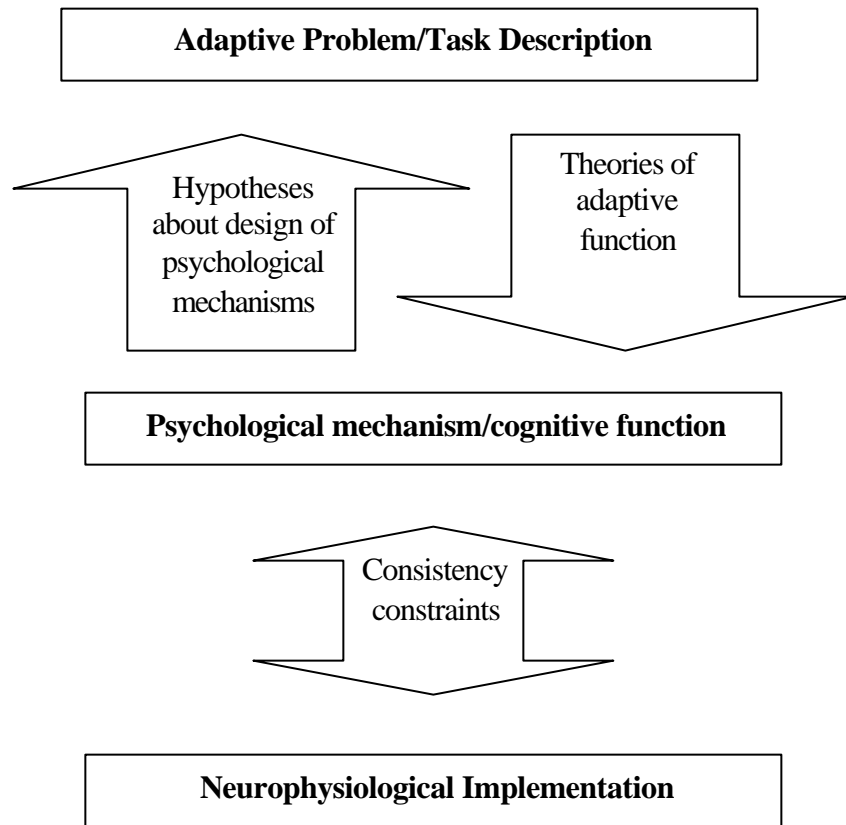 Adaptive Problem/Task Description
Hypotheses
about design of
psychological
mechanisms
Theories of
adaptive
function
Psychological mechanism/cognitive function
Consistency
constraints
Neurophysiological Implementation